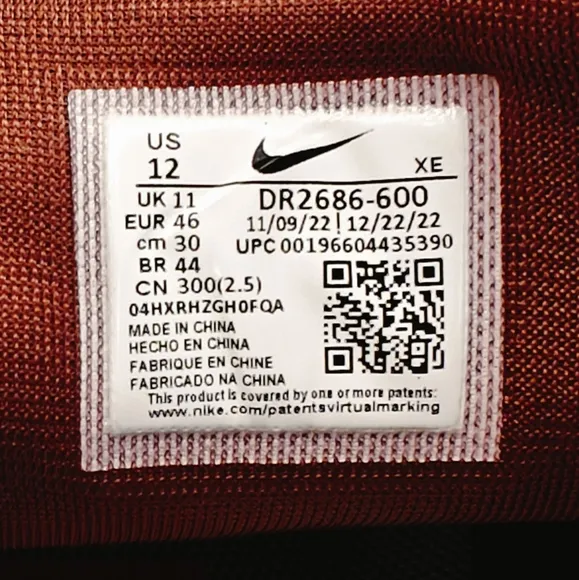 US
12
XE
UK 11
DR2686-600
EUR 46
11/09/22 | 12/22/22
cm 30
UPC 00196604435390
BR 44
CN 300(2.5)
04HXRHZGH0FQA
MADE IN CHINA
HECHO EN CHINA
FABRIQUE EN CHINE
FABRICADO NA CHINA
This product is covered by one or more patents:
www.nike.com/patentsvirtualmarking